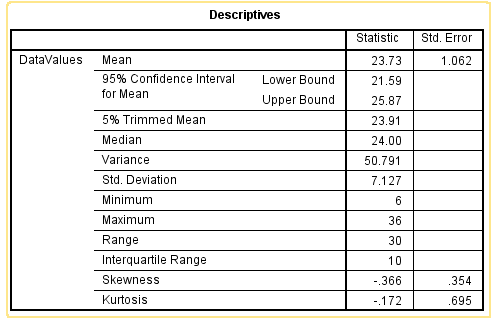 Descriptives
Statistic Std. Error
DataValues Mean 23.73 1.062
95% Confidence Interval for Mean Lower Bound 21.59
Upper Bound 25.87
5% Trimmed Mean 23.91
Median 24.00
Variance 50.791
Std. Deviation 7.127
Minimum 6
Maximum 36
Range 30
Interquartile Range 10
Skewness -.366 .354
Kurtosis -.172 .695